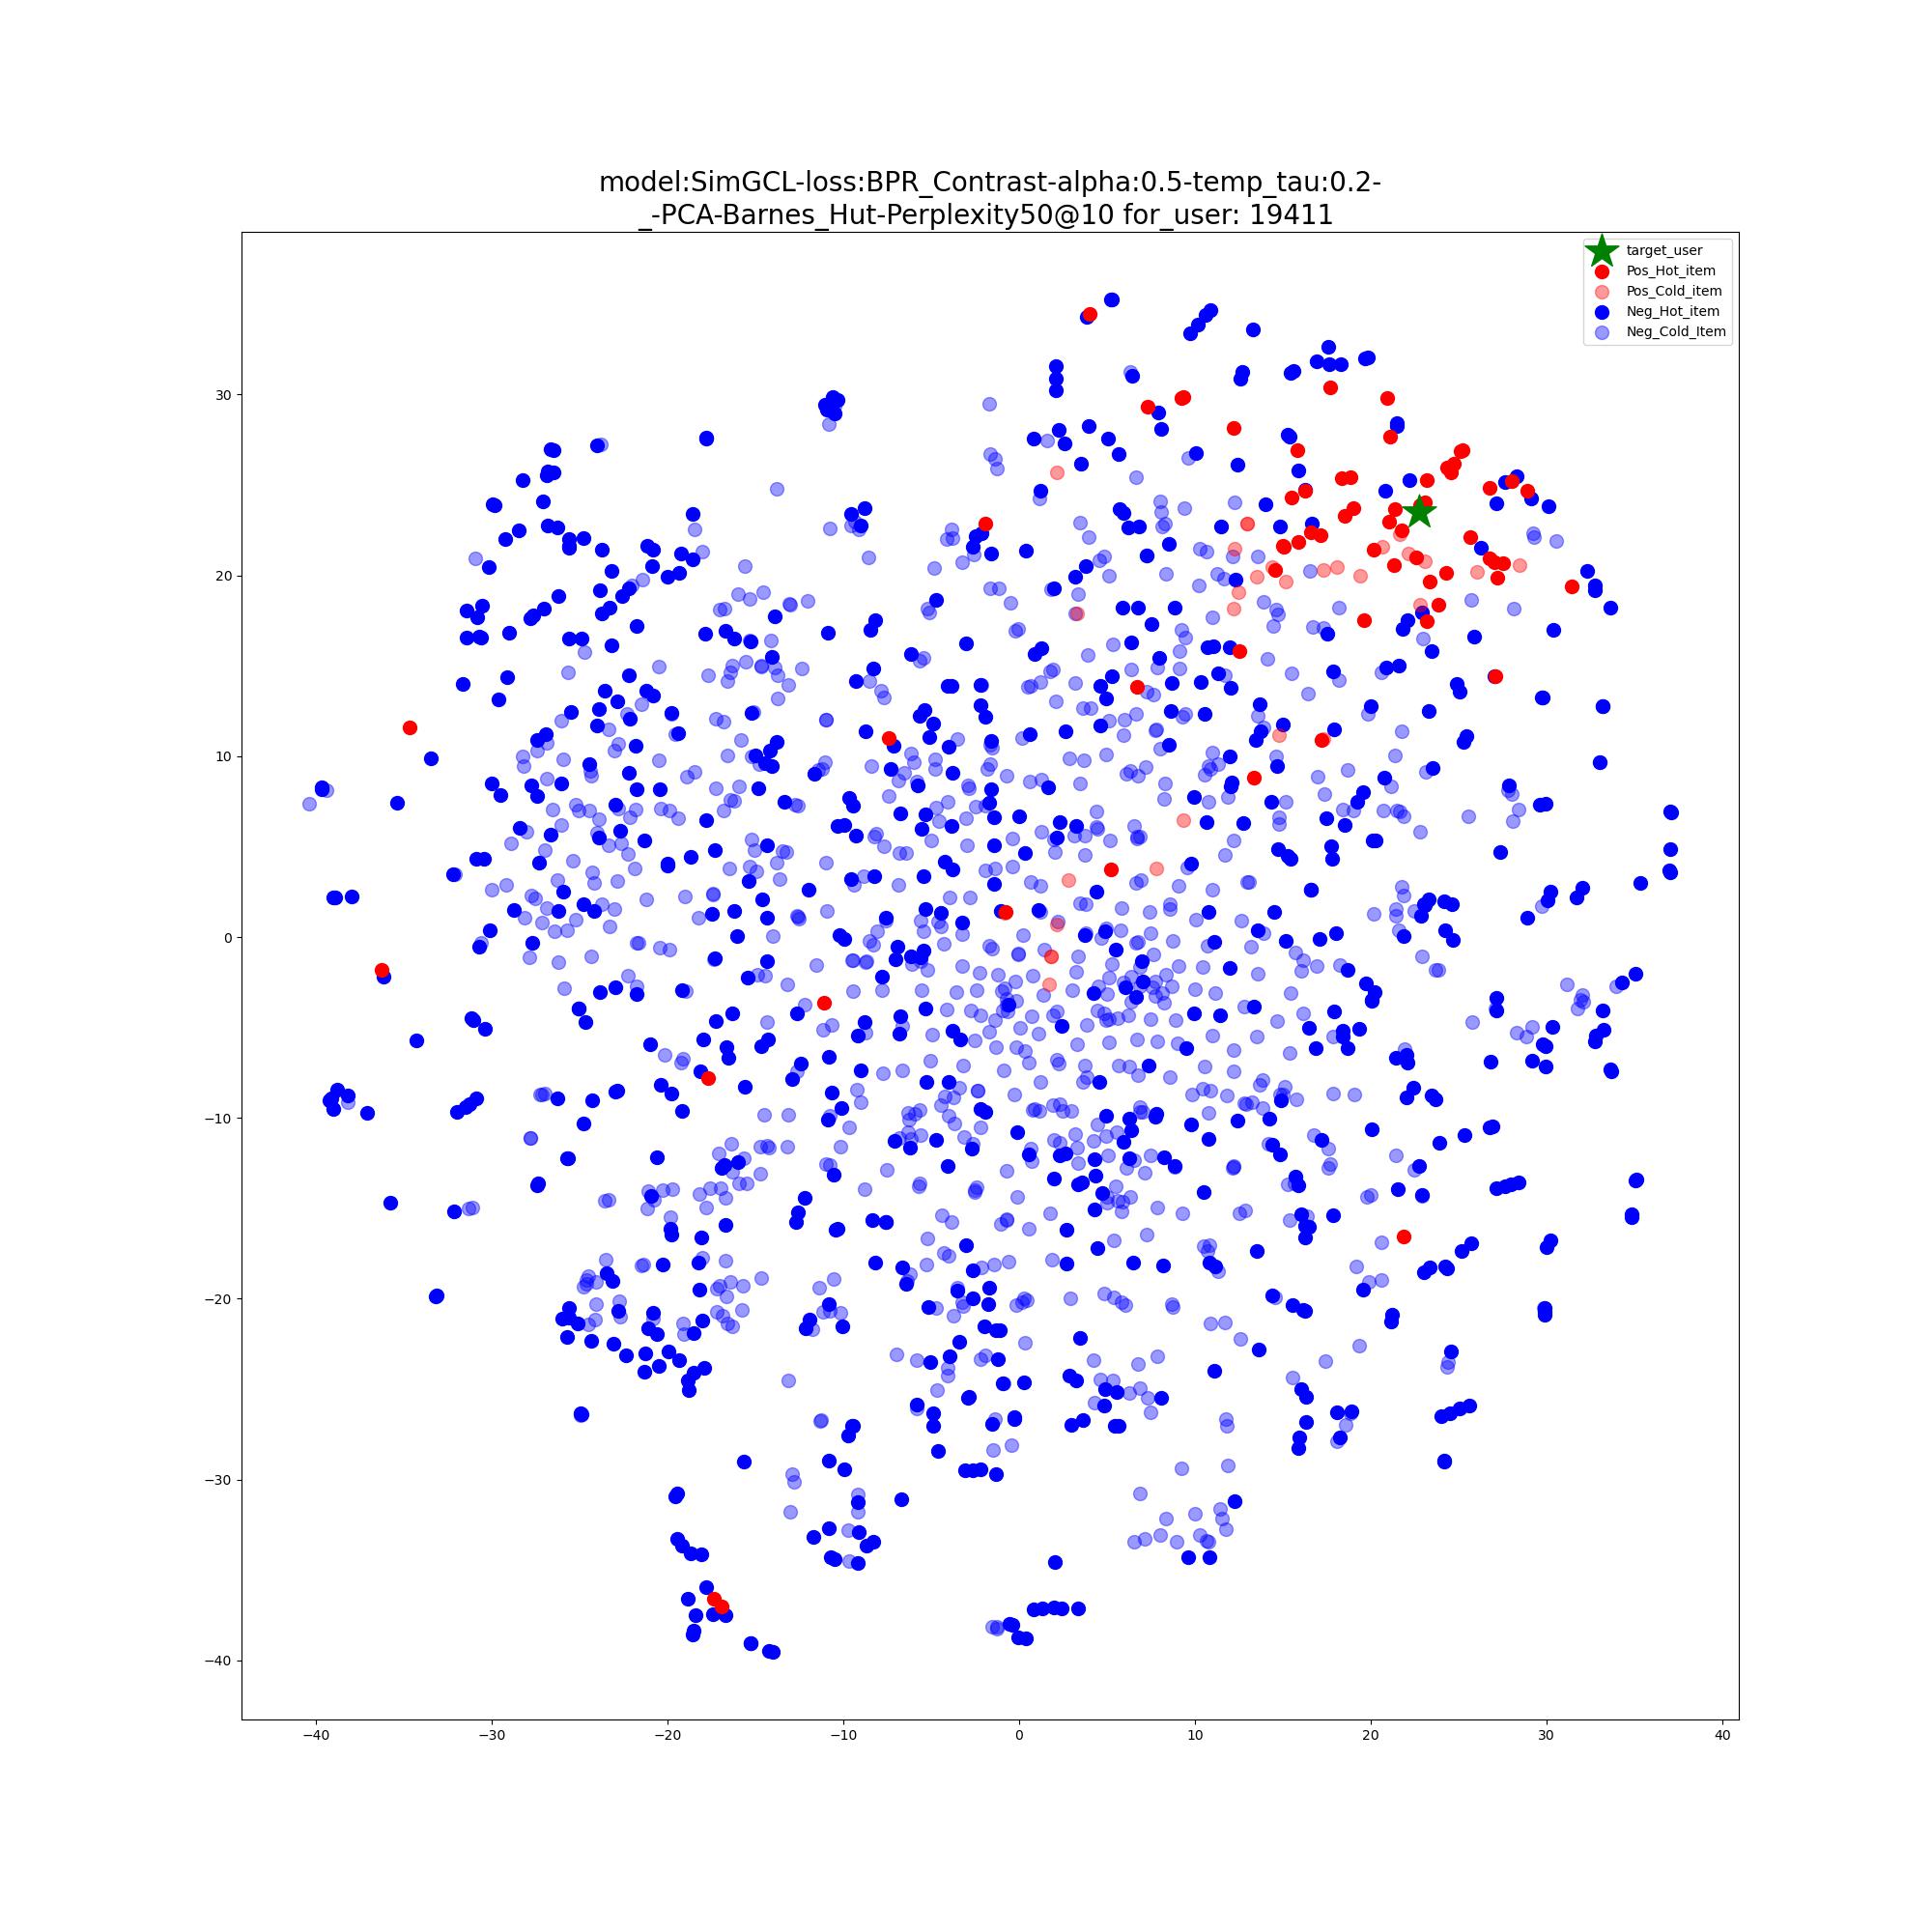 model:SimGCL-loss:BPR_Contrast-alpha:0.5-temp_tau:0.2-
_-PCA-Barnes_Hut-Perplexity50@10 for_user: 19411
target_user
Pos_Hot_item
Pos_Cold_item
Neg_Hot_item
Neg_Cold_Item
30
20
10
0
−10
−20
−30
−40
−40
−30
−20
−10
0
10
20
30
40